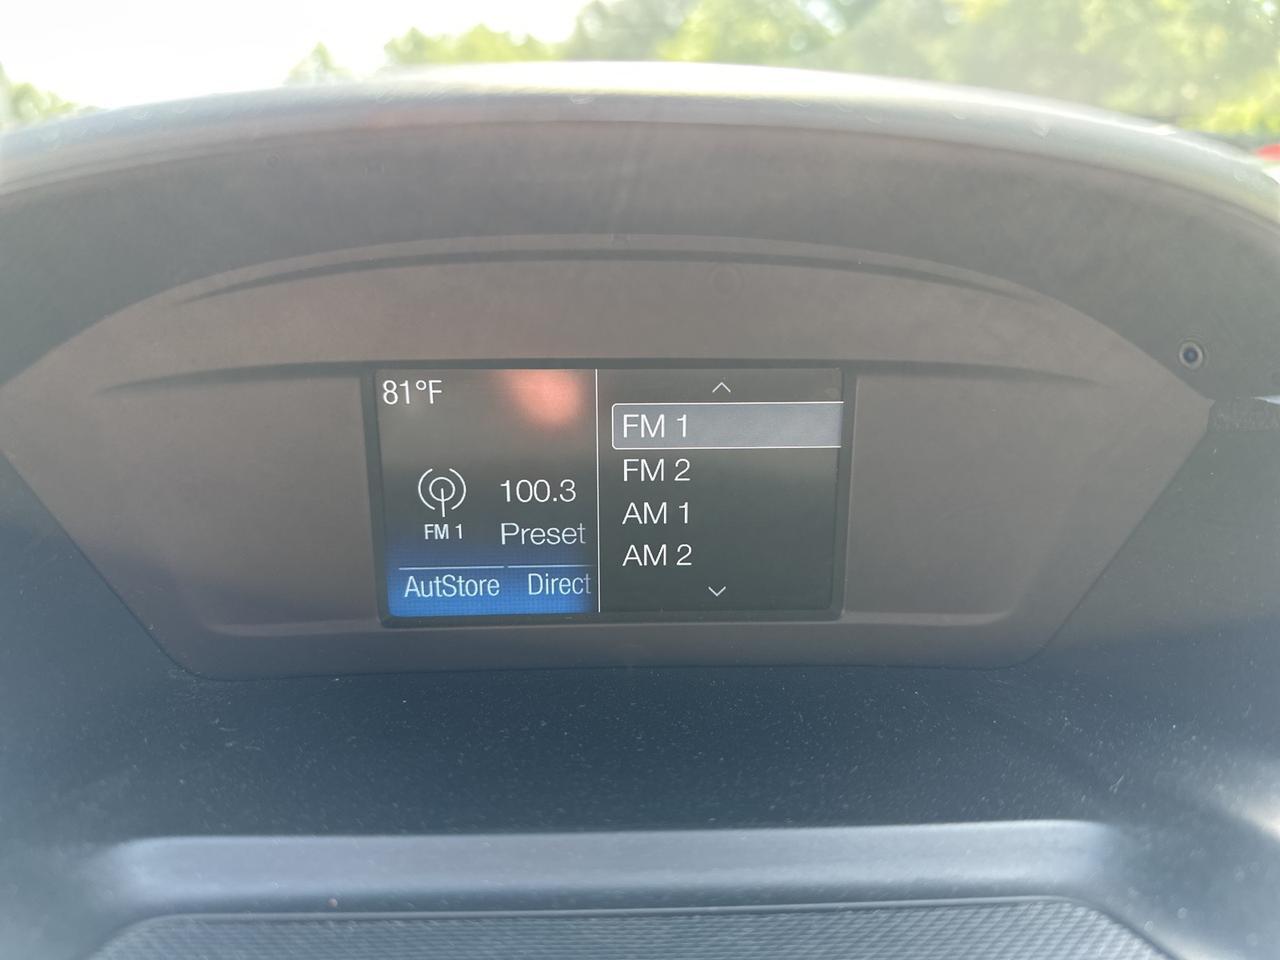 81°F
FM 1
100.3
Preset
AutStore
Direct
FM 1
FM 2
AM 1
AM 2